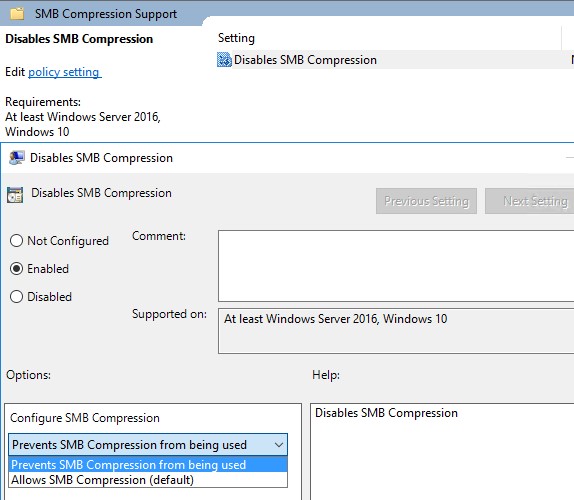 SMB Compression Support
Disables SMB Compression
Edit policy setting
Requirements:
At least Windows Server 2016,
Windows 10
Setting
Disables SMB Compression
Disables SMB Compression
Disables SMB Compression
Previous Setting
Next Setting
Not Configured
Enabled
Disabled
Comment:
Supported on:
At least Windows Server 2016, Windows 10
Options:
Help:
Configure SMB Compression
Prevents SMB Compression from being used
Prevents SMB Compression from being used
Allows SMB Compression (default)
Disables SMB Compression